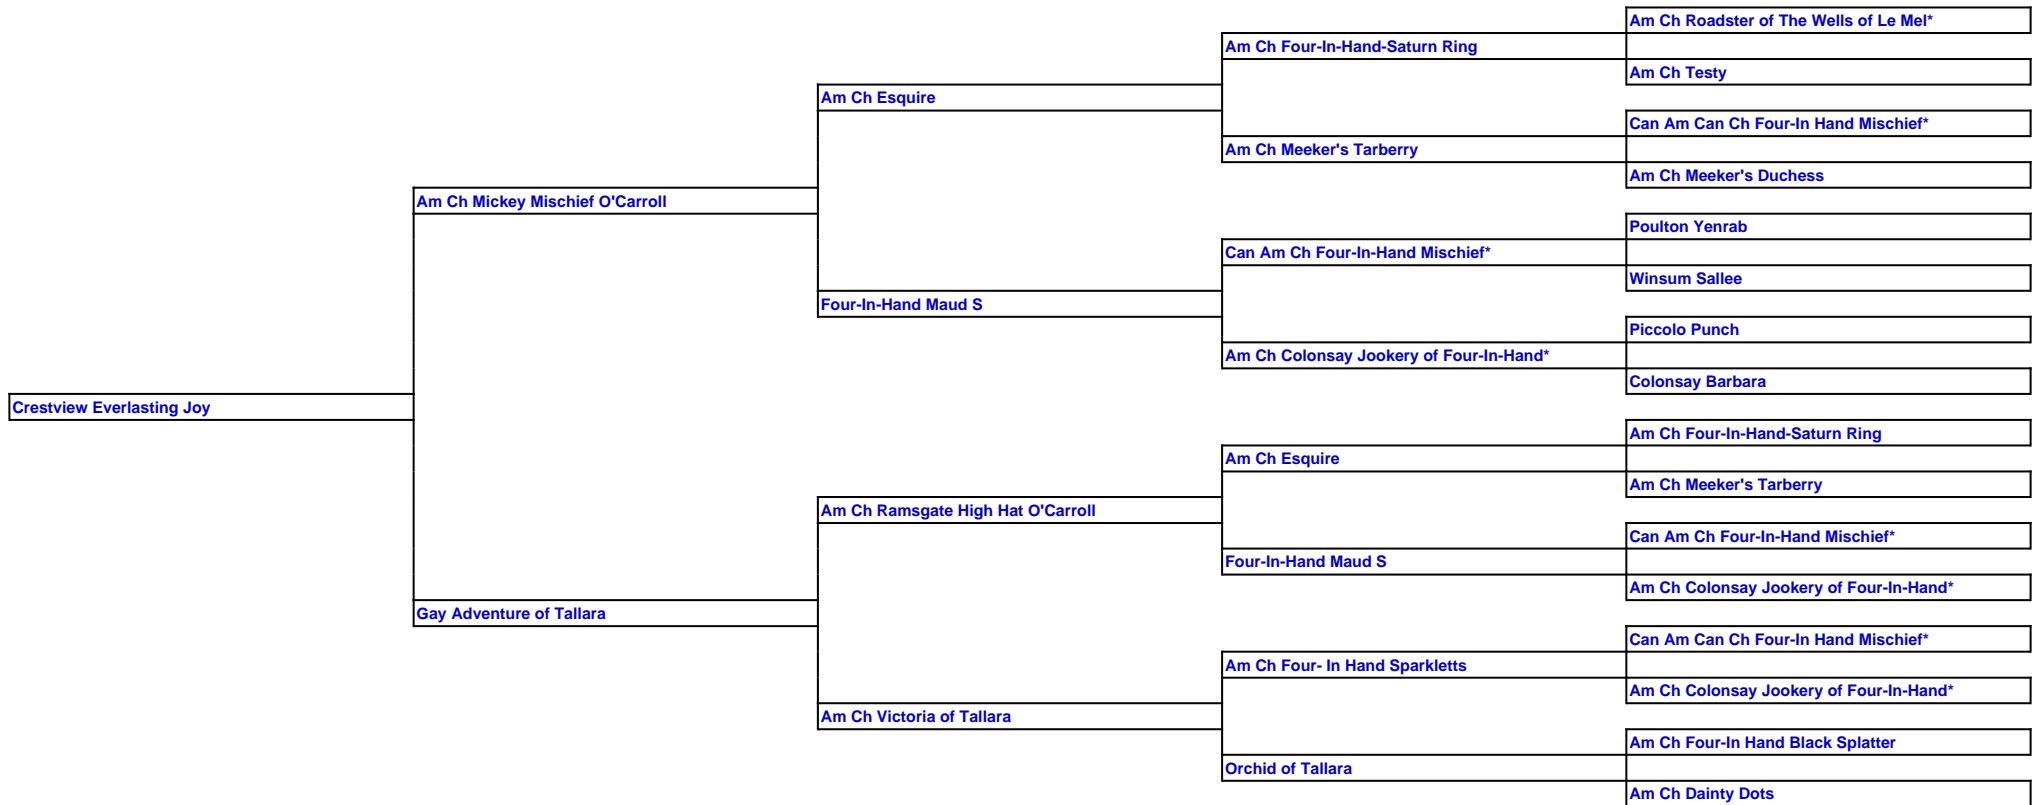 Am Ch Roadster of The Wells of Le Mel*
Am Ch Four-In-Hand-Saturn Ring
Am Ch Testy
Am Ch Esquire
Can Am Can Ch Four-In Hand Mischief*
Am Ch Meeker's Tarberry
Am Ch Meeker's Duchess
Am Ch Mickey Mischief O'Carroll
Poulton Yenrab
Can Am Ch Four-In-Hand Mischief*
Winsum Sallee
Four-In-Hand Maud S
Piccolo Punch
Am Ch Colonsay Jookery of Four-In-Hand*
Colonsay Barbara
Crestview Everlasting Joy
Am Ch Four-In-Hand-Saturn Ring
Am Ch Esquire
Am Ch Meeker's Tarberry
Am Ch Ramsgate High Hat O'Carroll
Can Am Ch Four-In-Hand Mischief*
Four-In-Hand Maud S
Am Ch Colonsay Jookery of Four-In-Hand*
Gay Adventure of Tallara
Can Am Can Ch Four-In Hand Mischief*
Am Ch Four- In Hand Sparkletts
Am Ch Colonsay Jookery of Four-In-Hand*
Am Ch Victoria of Tallara
Am Ch Four-In Hand Black Splatter
Orchid of Tallara
Am Ch Dainty Dots